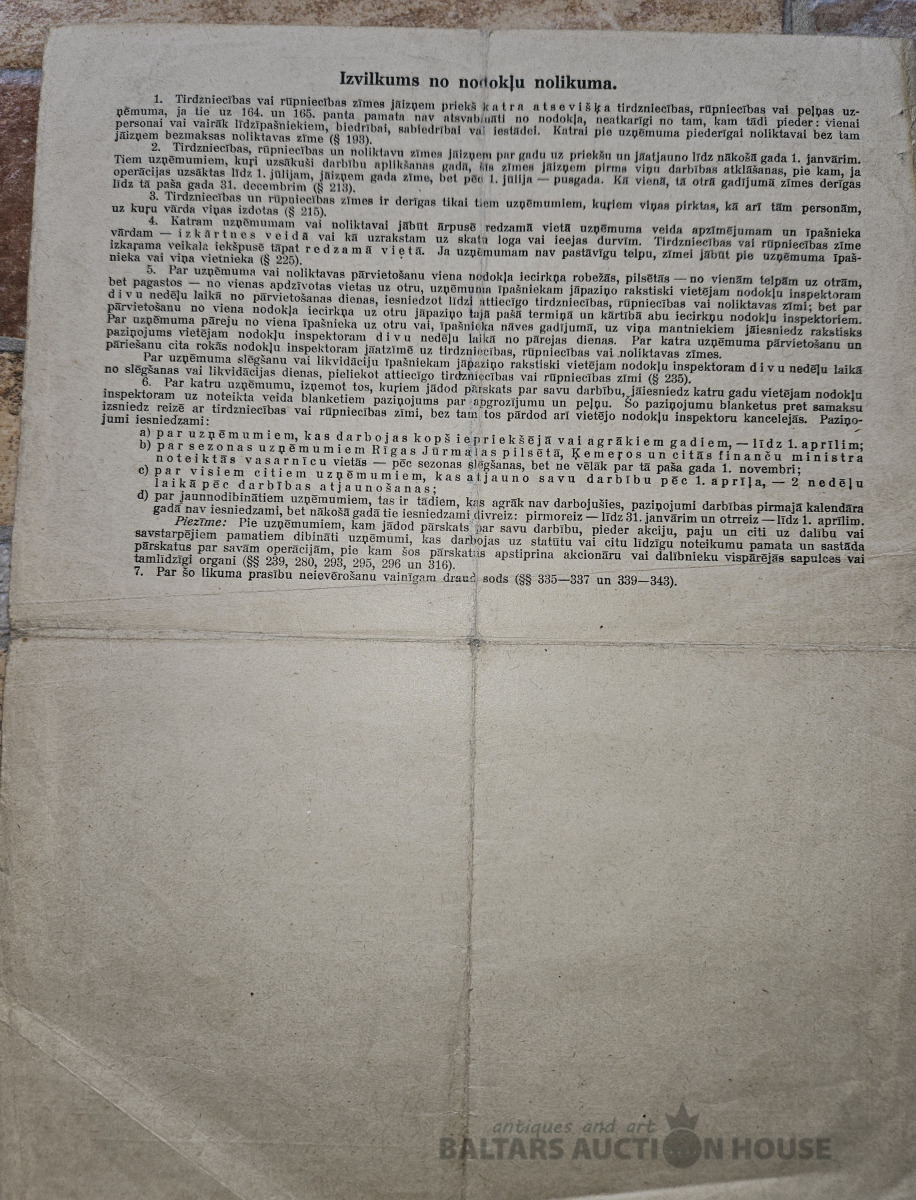 Izvilkums no nodokļu nolikuma.
1. Tirdzniecības vai rūpniecības zīmes jāizņem priekš katra atsevišķa tirdzniecības, rūpniecības vai peļņas uz-
ņēmuma, ja tie uz 164. un 165. panta pamata nav atsvabināti no nodokļa, neatkarīgi no tam, kam tādi pieder: vienai
personai vai vairāk līdzīpašniekiem, biedrībai, sabiedrībai vai iestādei. Katrai pie uzņēmuma piederīgai noliktavai bez tam
jāizņem bezmaksas noliktavas zīme (§ 193).
2. Tirdzniecības, rūpniecības un noliktavu zīmes jāizņem par gadu uz priekšu un jāatjauno līdz nākošā gada 1. janvārim.
Tiem uzņēmumiem, kuŗi uzsākuši darbību aplikšanas gadā, šīs zīmes jāizņem pirms viņu darbības atklāšanas, pie kam, ja
operācijas uzsāktas līdz 1. jūlijam, jāizņem gada zīme, bet pēc 1. jūlija — pusgada. Kā vienā, tā otrā gadījumā zīmes derīgas
līdz tā paša gada 31. decembrim (§ 213).
3. Tirdzniecības un rūpniecības zīmes ir derīgas tikai tiem uzņēmumiem, kuŗiem viņas pirktas, kā arī tām personām,
uz kuŗu vārda viņas izdotas (§ 215).
4. Katram uzņēmumam vai noliktavai jābūt ārpusē redzamā vietā uzņēmuma veida apzīmējumam un īpašnieka
vārdam — izkārtnes veidā vai kā uzrakstam uz skata loga vai ieejas durvīm. Tirdzniecības vai rūpniecības zīme
izkarama veikala iekšpusē tāpat redzamā vietā. Ja uzņēmumam nav pastāvīgu telpu, zīmei jābūt pie uzņēmuma īpaš-
nieka vai viņa vietnieka (§ 225).
5. Par uzņēmuma vai noliktavas pārvietošanu viena nodokļa iecirkņa robežās, pilsētās — no vienām telpām uz otrām,
bet pagastos — no vienas apdzīvotas vietas uz otru, uzņēmuma īpašniekam jāpaziņo rakstiski vietējam nodokļu inspektoram
divu nedēļu laikā no pārvietošanas dienas, iesniedzot līdzi attiecīgo tirdzniecības, rūpniecības vai noliktavas zīmi; bet par
pārvietošanu no viena nodokļa iecirkņa uz otru jāpaziņo tajā pašā termiņā un kārtībā abu iecirkņu nodokļu inspektoriem.
Par uzņēmuma pāreju no viena īpašnieka uz otru vai, īpašnieka nāves gadījumā, uz viņa mantniekiem jāiesniedz rakstisks
paziņojums vietējam nodokļu inspektoram divu nedēļu laikā no pārejas dienas. Par katra uzņēmuma pārvietošanu un
pāriešanu cita rokās nodokļu inspektoram jāatzīmē uz tirdzniecības, rūpniecības vai noliktavas zīmes.
Par uzņēmuma slēgšanu vai likvidāciju īpašniekam jāpaziņo rakstiski vietējam nodokļu inspektoram divu nedēļu laikā
no slēgšanas vai likvidācijas dienas, pieliekot attiecīgo tirdzniecības vai rūpniecības zīmi (§ 235).
6. Par katru uzņēmumu, izņemot tos, kuŗiem jādod pārskats par savu darbību, jāiesniedz katru gadu vietējam nodokļu
inspektoram uz noteikta veida blanketiem paziņojums par apgrozījumu un peļņu. Šo paziņojumu blanketus pret samaksu
izsniedz reizē ar tirdzniecības vai rūpniecības zīmi, bez tam tos pārdod arī vietējo nodokļu inspektoru kancelejās. Paziņo-
jumi iesniedzami:
a) par uzņēmumiem, kas darbojas kopš iepriekšējā vai agrākiem gadiem, — līdz 1. aprīlim;
b) par sezonas uzņēmumiem Rīgas Jūrmalas pilsētā, Ķemeros un citās finanču ministra
noteiktās vasarnīcu vietās — pēc sezonas slēgšanas, bet ne vēlāk par tā paša gada 1. novembri;
c) par visiem citiem uzņēmumiem, kas atjauno savu darbību pēc 1. aprīļa, — 2 nedēļu
laikā pēc darbības atjaunošanas;
d) par jaunnodibinātiem uzņēmumiem, tas ir tādiem, kas agrāk nav darbojušies, paziņojumi darbības pirmajā kalendāra
gadā nav iesniedzami, bet nākošā gadā tie iesniedzami divreiz: pirmoreiz — līdz 31. janvārim un otrreiz — līdz 1. aprīlim.
Piezīme: Pie uzņēmumiem, kam jādod pārskats par savu darbību, pieder akciju, paju un citi uz dalību vai
savstarpējiem pamatiem dibināti uzņēmumi, kas darbojas uz statūtu vai citu līdzīgu noteikumu pamata un sastāda
pārskatus par savām operācijām, pie kam šos pārskatus apstiprina akcionāru vai dalībnieku vispārējās sapulces vai
tamlīdzīgi organi (§§ 239, 280, 293, 295, 296 un 316).
7. Par šo likuma prasību neievērošanu vainīgam draud sods (§§ 335—337 un 339—343).
antiques and art
BALTARS AUCTION HOUSE